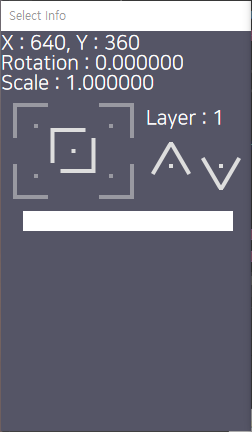 Select Info
X : 640, Y : 360
Rotation : 0.000000
Scale : 1.000000
Layer : 1